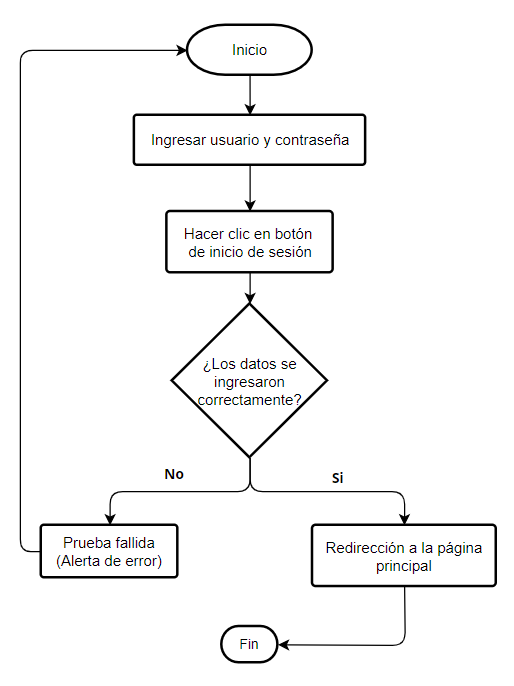 Inicio
Ingresar usuario y contraseña
Hacer clic en botón
de inicio de sesión
¿Los datos se
ingresaron
correctamente?
No
Si
Prueba fallida
(Alerta de error)
Redirección a la página
principal
Fin